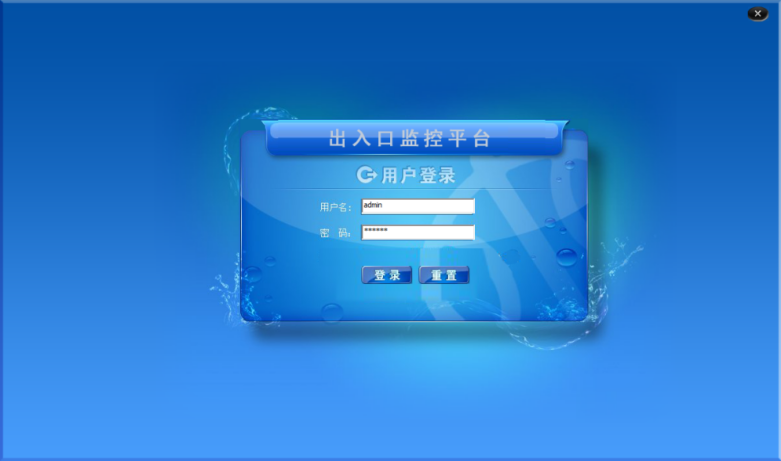 出入口监控平台
用户登录
用户名： admin
密 码： ******
登录 重置